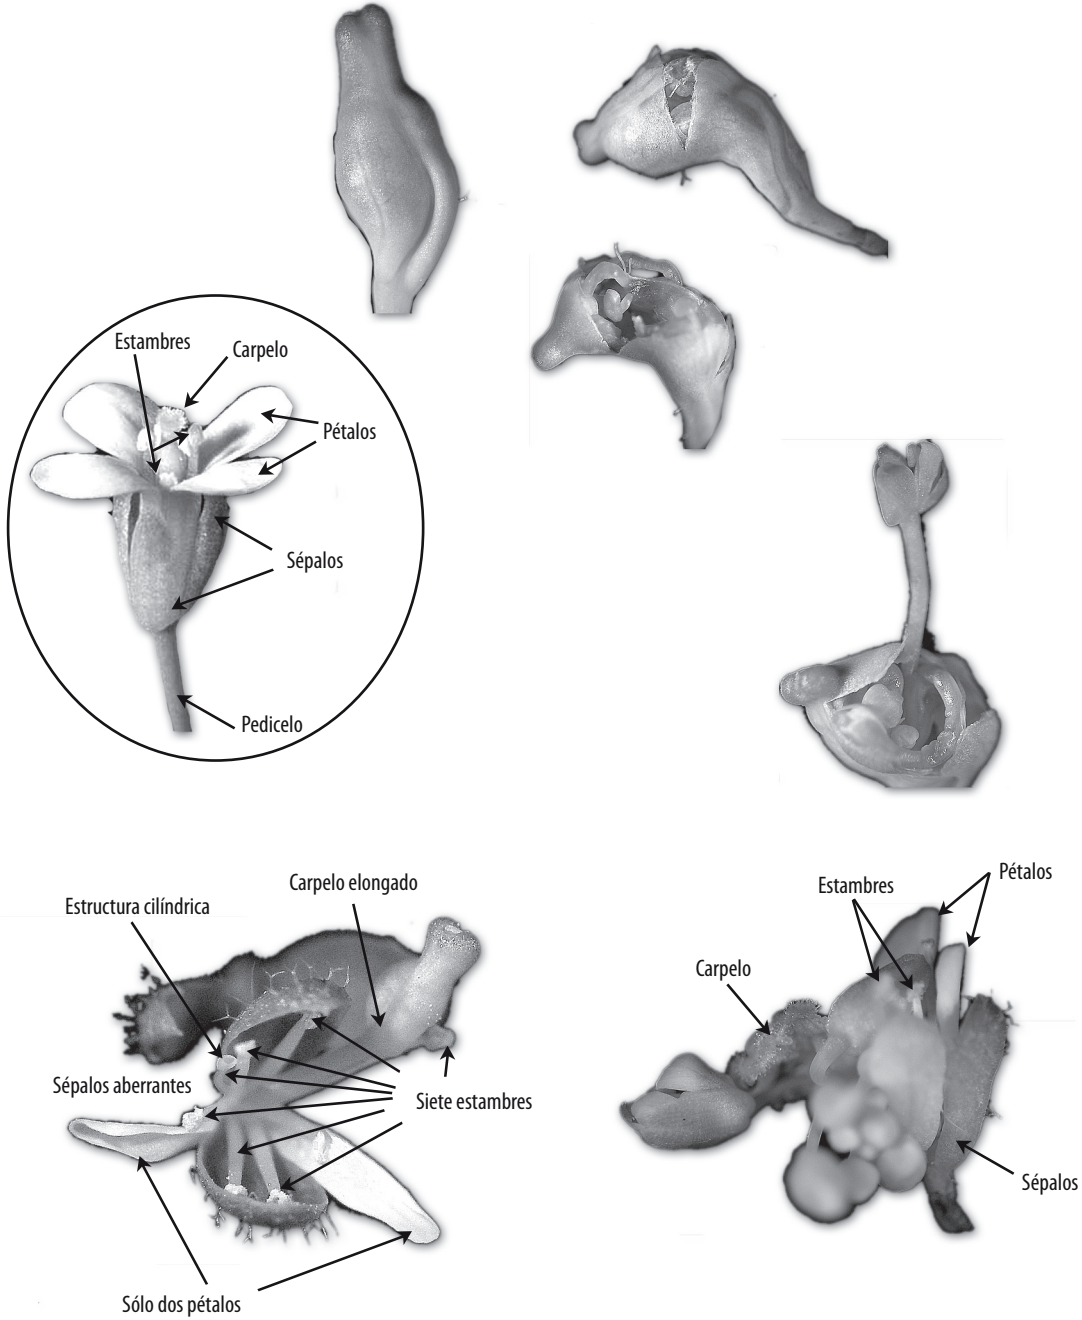 Estambres
Carpelo
Pétalos
Sépalos
Pedicelo
Carpelo elongado
Estructura cilíndrica
Sépalos aberrantes
Siete estambres
Sólo dos pétalos
Pétalos
Estambres
Carpelo
Sépalos